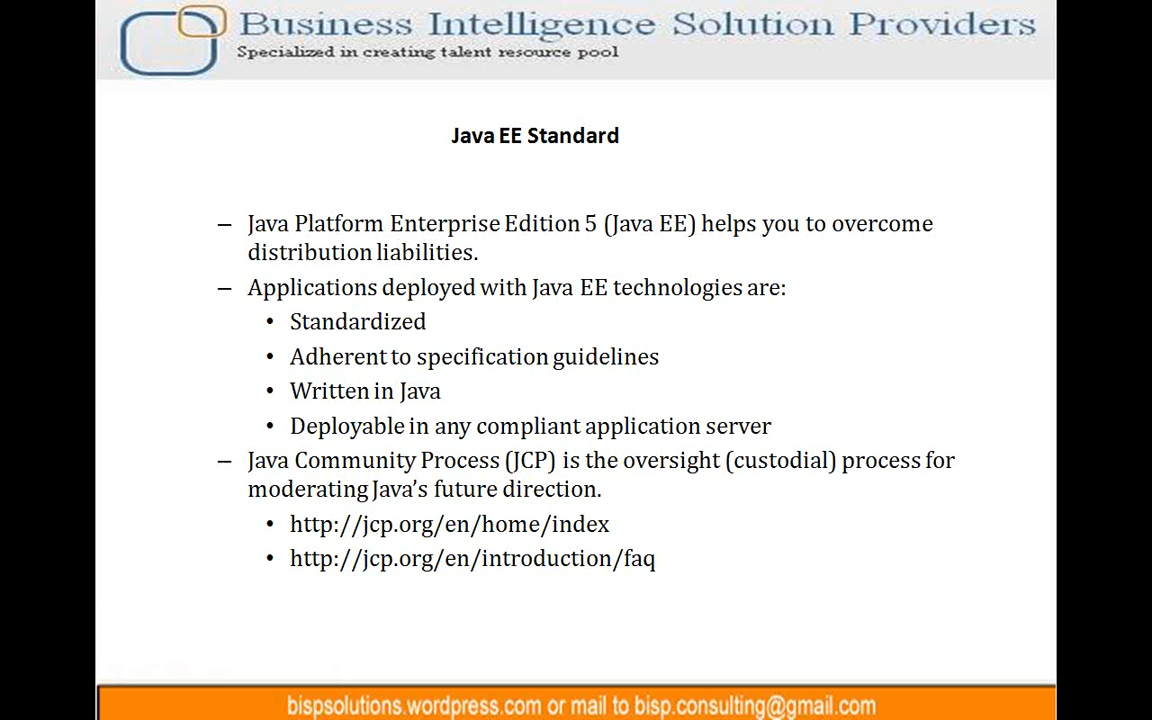 Business Intelligence Solution Providers
Specialized in creating talent resource pool
Java EE Standard
– Java Platform Enterprise Edition 5 (Java EE) helps you to overcome
distribution liabilities.
– Applications deployed with Java EE technologies are:
• Standardized
• Adherent to specification guidelines
• Written in Java
• Deployable in any compliant application server
– Java Community Process (JCP) is the oversight (custodial) process for
moderating Java’s future direction.
• http://jcp.org/en/home/index
• http://jcp.org/en/introduction/faq
bispsolutions.wordpress.com or mail to bisp.consulting@gmail.com